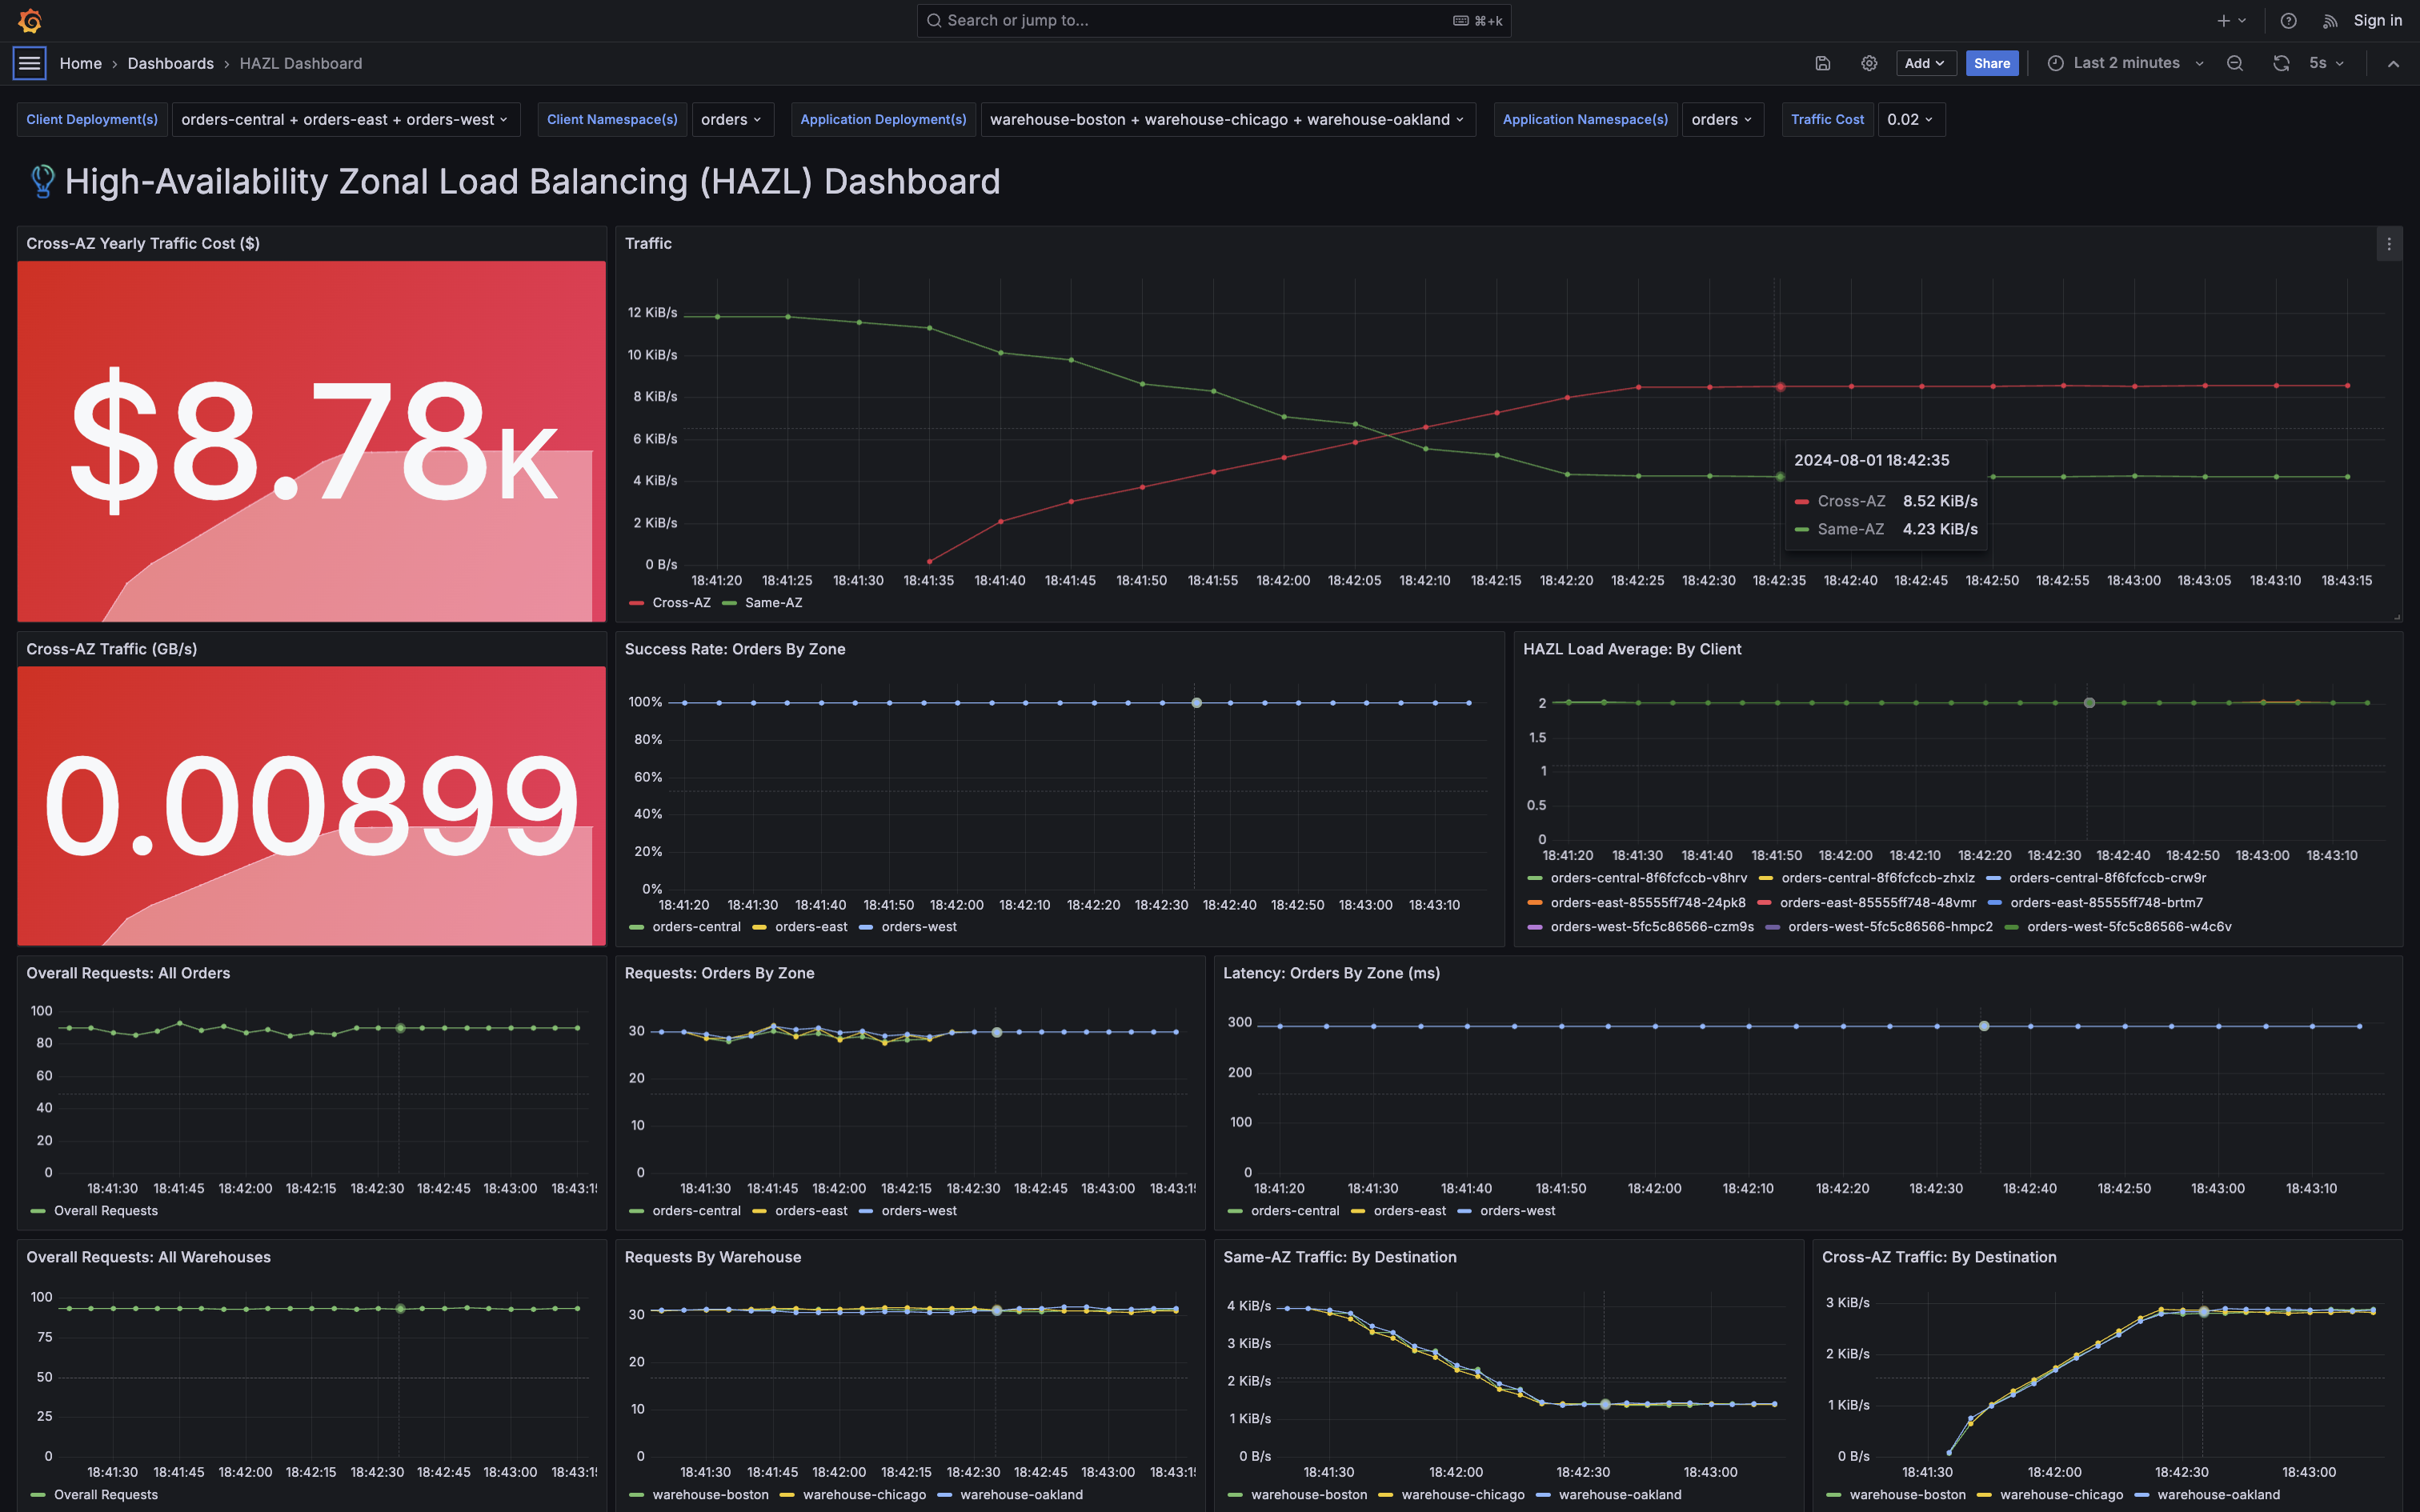 Search or jump to... ⌘+k Sign in
Home › Dashboards › HAZL Dashboard Add Share Last 2 minutes 5s
Client Deployment(s) orders-central + orders-east + orders-west Client Namespace(s) orders Application Deployment(s) warehouse-boston + warehouse-chicago + warehouse-oakland Application Namespace(s) orders Traffic Cost 0.02
High-Availability Zonal Load Balancing (HAZL) Dashboard
Cross-AZ Yearly Traffic Cost ($)
$8.78K
Traffic
12 KiB/s
10 KiB/s
8 KiB/s
6 KiB/s
4 KiB/s
2 KiB/s
0 B/s
2024-08-01 18:42:35
Cross-AZ 8.52 KiB/s
Same-AZ 4.23 KiB/s
18:41:20 18:41:25 18:41:30 18:41:35 18:41:40 18:41:45 18:41:50 18:41:55 18:42:00 18:42:05 18:42:10 18:42:15 18:42:20 18:42:25 18:42:30 18:42:35 18:42:40 18:42:45 18:42:50 18:42:55 18:43:00 18:43:05 18:43:10 18:43:15
Cross-AZ Same-AZ
Cross-AZ Traffic (GB/s)
0.00899
Success Rate: Orders By Zone
100%
80%
60%
40%
20%
0%
18:41:20 18:41:30 18:41:40 18:41:50 18:42:00 18:42:10 18:42:20 18:42:30 18:42:40 18:42:50 18:43:00 18:43:10
orders-central orders-east orders-west
HAZL Load Average: By Client
2
1.5
1
0.5
0
18:41:20 18:41:30 18:41:40 18:41:50 18:42:00 18:42:10 18:42:20 18:42:30 18:42:40 18:42:50 18:43:00 18:43:10
orders-central-8f6fcfccb-v8hrv orders-central-8f6fcfccb-zhxlz orders-central-8f6fcfccb-crw9r
orders-east-85555ff748-24pk8 orders-east-85555ff748-48vmr orders-east-85555ff748-brtm7
orders-west-5fc5c86566-czm9s orders-west-5fc5c86566-hmpc2 orders-west-5fc5c86566-w4c6v
Overall Requests: All Orders
100
80
60
40
20
0
18:41:30 18:41:45 18:42:00 18:42:15 18:42:30 18:42:45 18:43:00 18:43:1
Overall Requests
Requests: Orders By Zone
30
20
10
0
18:41:30 18:41:45 18:42:00 18:42:15 18:42:30 18:42:45 18:43:00 18:43:1
orders-central orders-east orders-west
Latency: Orders By Zone (ms)
300
200
100
0
18:41:20 18:41:30 18:41:40 18:41:50 18:42:00 18:42:10 18:42:20 18:42:30 18:42:40 18:42:50 18:43:00 18:43:10
orders-central orders-east orders-west
Overall Requests: All Warehouses
100
75
50
25
0
18:41:30 18:41:45 18:42:00 18:42:15 18:42:30 18:42:45 18:43:00 18:43:1
Overall Requests
Requests By Warehouse
30
20
10
0
18:41:30 18:41:45 18:42:00 18:42:15 18:42:30 18:42:45 18:43:00 18:43:1
warehouse-boston warehouse-chicago warehouse-oakland
Same-AZ Traffic: By Destination
4 KiB/s
3 KiB/s
2 KiB/s
1 KiB/s
0 B/s
18:41:30 18:42:00 18:42:30 18:43:00
warehouse-boston warehouse-chicago warehouse-oakland
Cross-AZ Traffic: By Destination
3 KiB/s
2 KiB/s
1 KiB/s
0 B/s
18:41:30 18:42:00 18:42:30 18:43:00
warehouse-boston warehouse-chicago warehouse-oakland